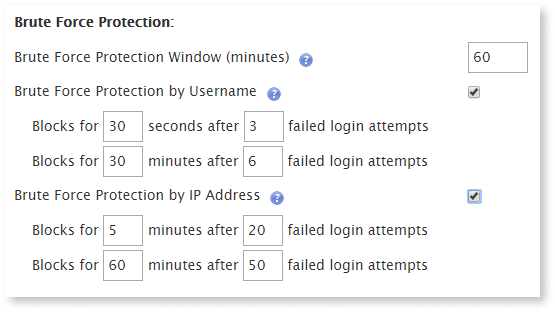 Brute Force Protection:
Brute Force Protection Window (minutes) ? 60
Brute Force Protection by Username ?
Blocks for 30 seconds after 3 failed login attempts
Blocks for 30 minutes after 6 failed login attempts
Brute Force Protection by IP Address ?
Blocks for 5 minutes after 20 failed login attempts
Blocks for 60 minutes after 50 failed login attempts